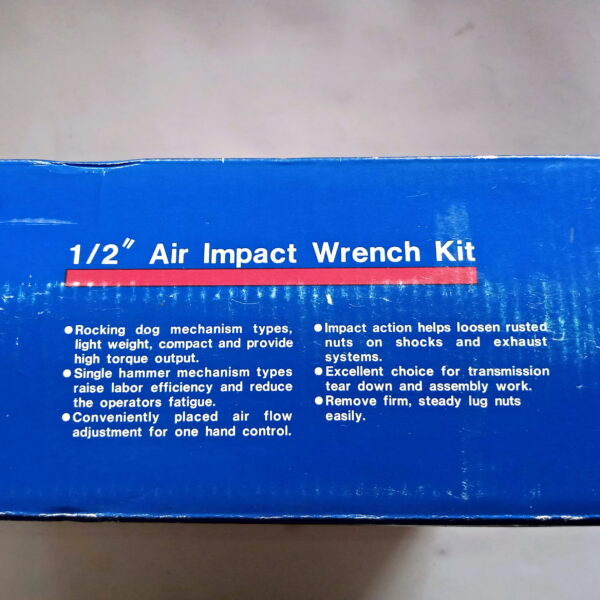 1/2″ Air Impact Wrench Kit
●Rocking dog mechanism types,
light weight, compact and provide
high torque output.
●Single hammer mechanism types
raise labor efficiency and reduce
the operators fatigue.
●Conveniently placed air flow
adjustment for one hand control.
●Impact action helps loosen rusted
nuts on shocks and exhaust
systems.
●Excellent choice for transmission
tear down and assembly work.
●Remove firm, steady lug nuts
easily.